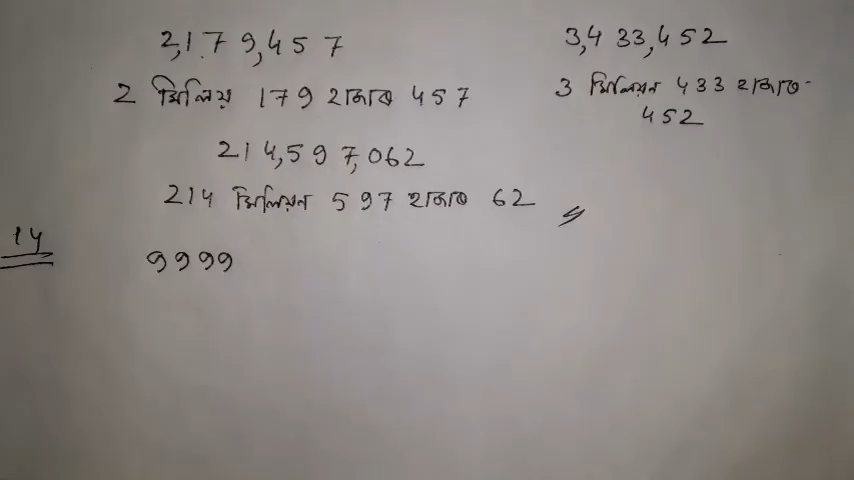 2,179,457
2 মিলিয় 179 হাজাৰ 457
3,433,452
3 মিলিয়ন 433 হাজাৰ
452
214,597,062
214 মিলিয়ন 597 হাজাৰ 62
14
9999